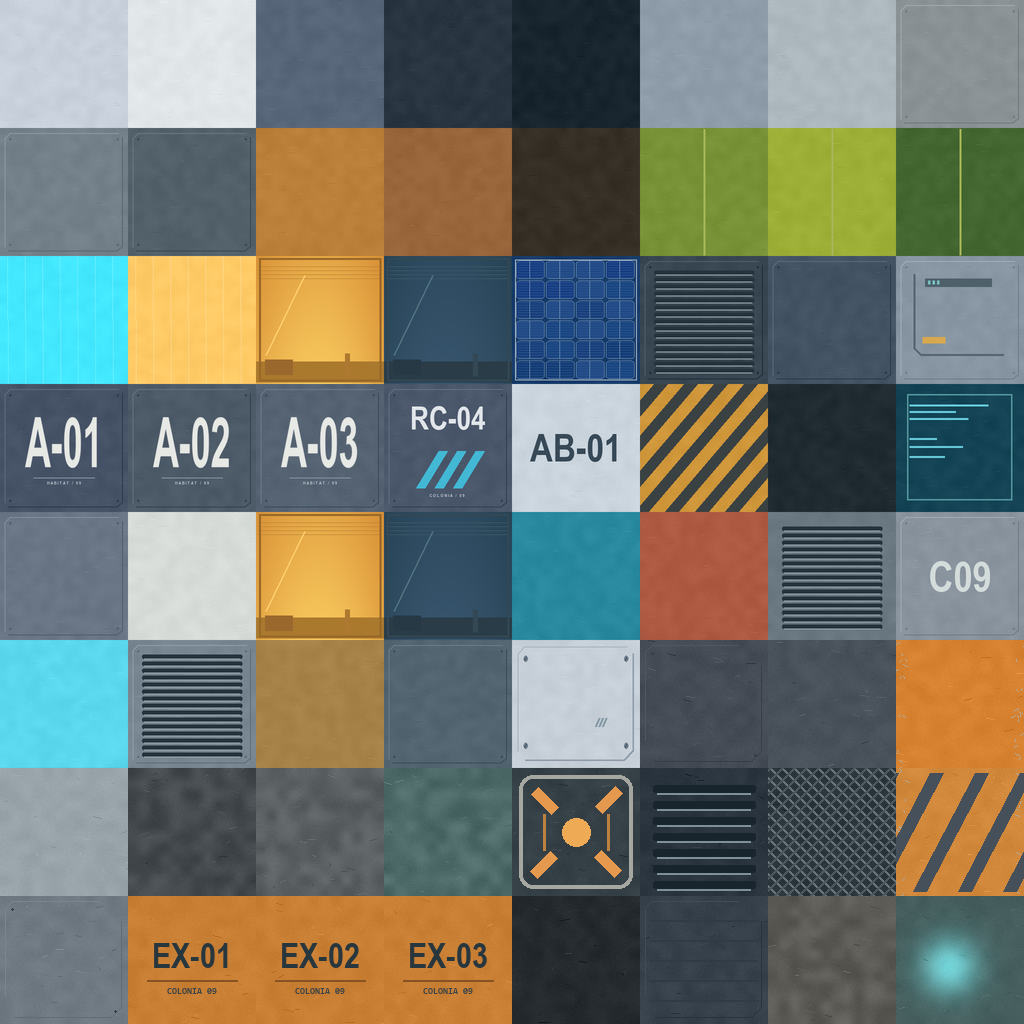 A-01
HABITAT / 09
A-02
HABITAT / 09
A-03
HABITAT / 09
RC-04
COLONIA / 09
AB-01
C09
EX-01
COLONIA 09
EX-02
COLONIA 09
EX-03
COLONIA 09